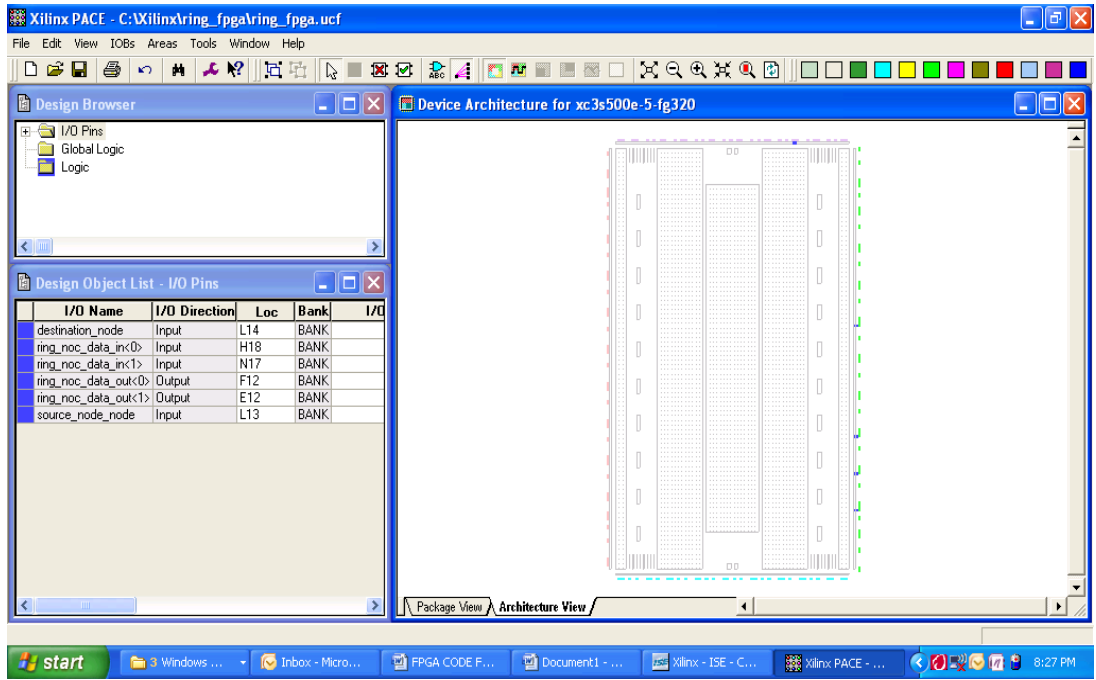 Xilinx PACE - C:\Xilinx\ring_fpga\ring_fpga.ucf
File Edit View IOBs Areas Tools Window Help
Design Browser
I/O Pins
Global Logic
Logic
Design Object List - I/O Pins
I/O Name I/O Direction Loc Bank I/O
destination_node Input L14 BANK
ring_noc_data_in<0> Input H18 BANK
ring_noc_data_in<1> Input N17 BANK
ring_noc_data_out<0> Output F12 BANK
ring_noc_data_out<1> Output E12 BANK
source_node_node Input L13 BANK
Device Architecture for xc3s500e-5-fg320
Package View Architecture View
start 3 Windows ... Inbox - Micro... FPGA CODE F... Document1 - ... Xilinx - ISE - C... Xilinx PACE - ... 8:27 PM